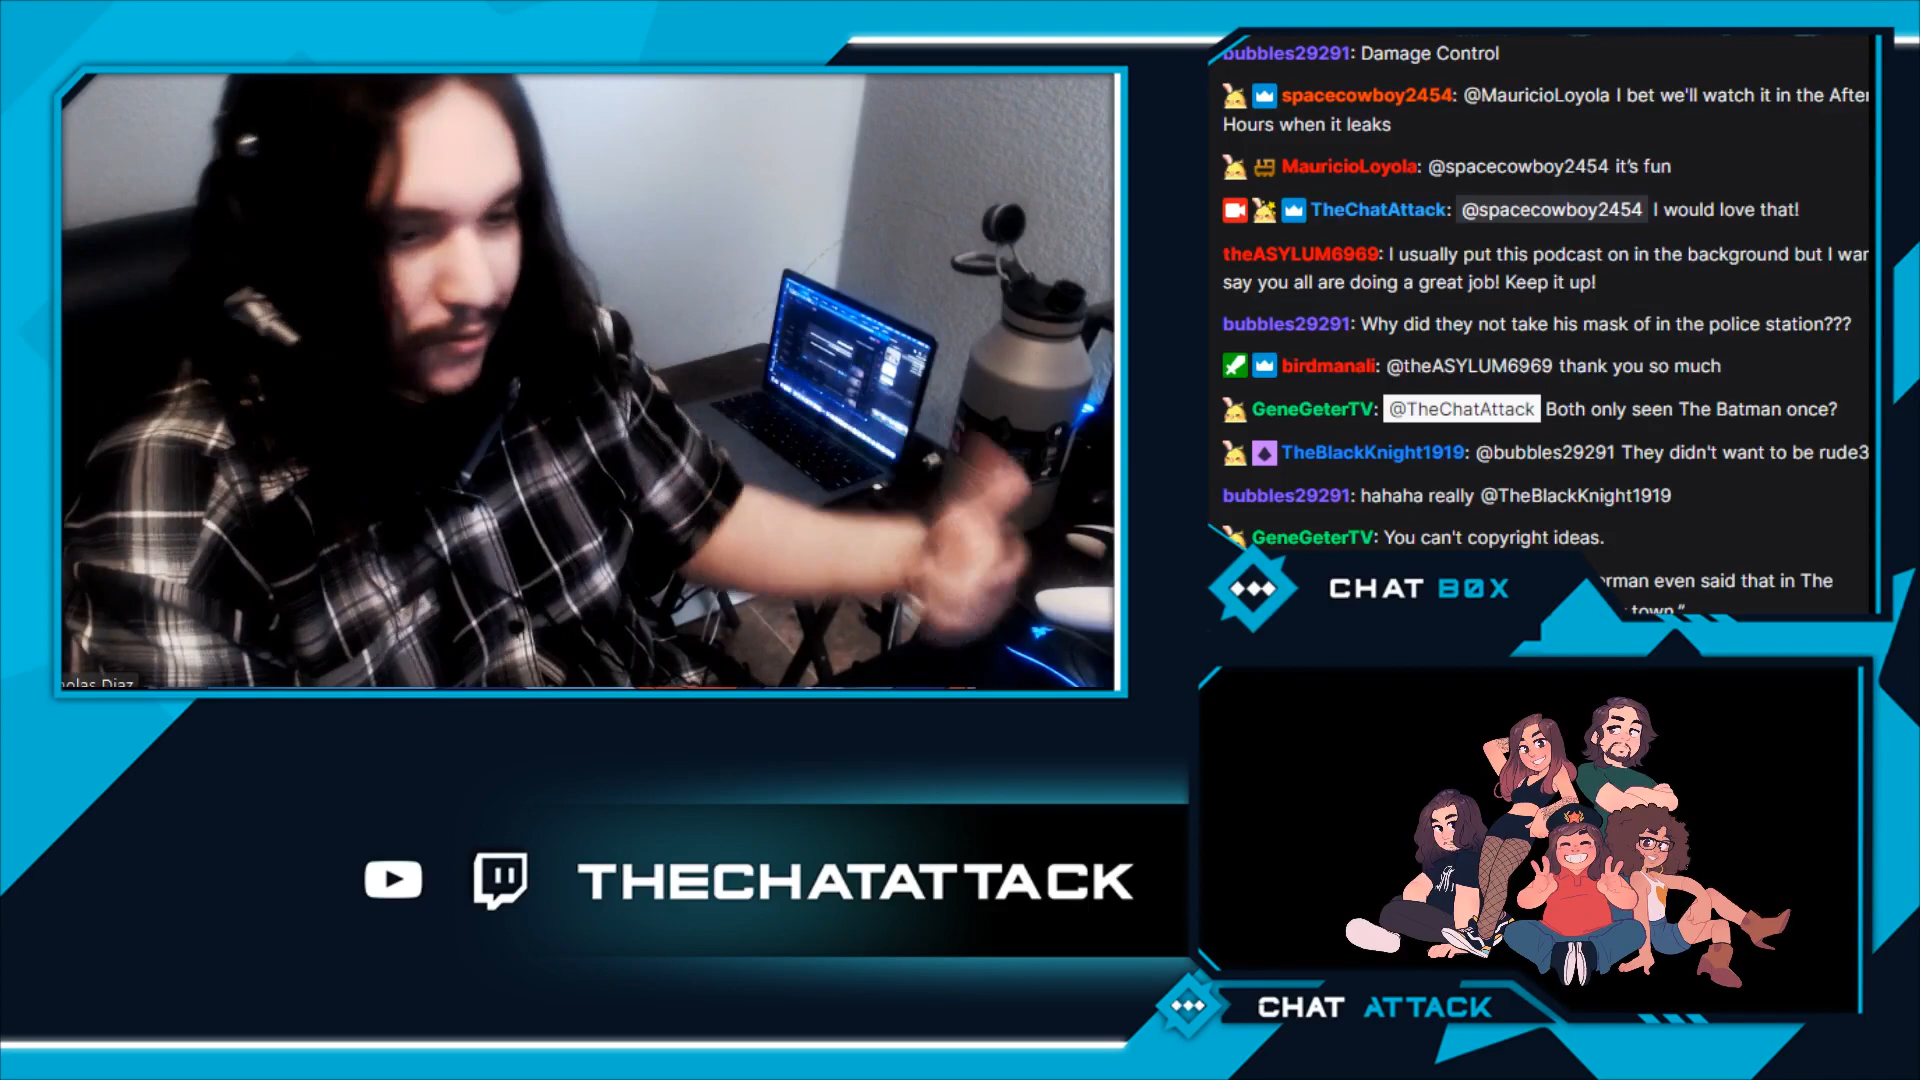 bubbles29291: Damage Control
spacecowboy2454: @MauricioLoyola I bet we'll watch it in the After
Hours when it leaks
MauricioLoyola: @spacecowboy2454 it's fun
TheChatAttack: @spacecowboy2454 I would love that!
theASYLUM6969: I usually put this podcast on in the background but I
say you all are doing a great job! Keep it up!
bubbles29291: Why did they not take his mask of in the police station???
birdmanali: @theASYLUM6969 thank you so much
GeneGeterTV: @TheChatAttack Both only seen The Batman once?
TheBlackKnight1919: @bubbles29291 They didn't want to be rude3
bubbles29291: hahaha really @TheBlackKnight1919
GeneGeterTV: You can't copyright ideas.
erman even said that in The
town."
CHAT BOX
olas Diaz
THECHATATTACK
CHAT ATTACK